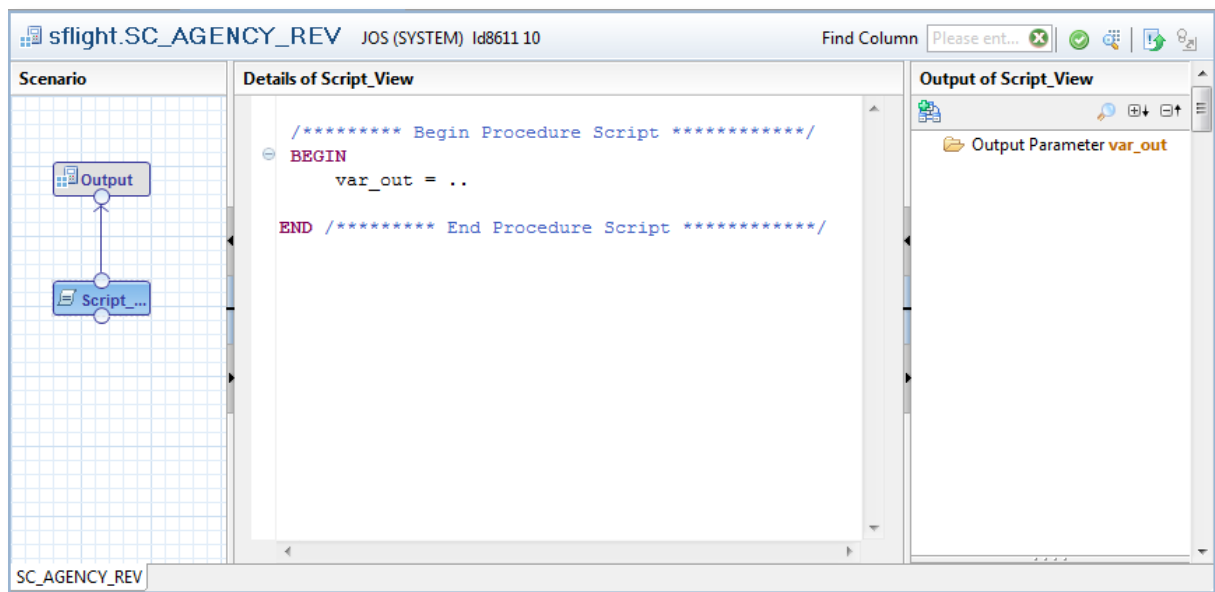 sflight.SC_AGENCY_REV JOS (SYSTEM) ld8611 10 Find Column Please ent...
Scenario
Details of Script_View
Output of Script_View
/********* Begin Procedure Script ************/
BEGIN
var_out = ..
END /********* End Procedure Script ************/
Output
Script_...
Output Parameter var_out
SC_AGENCY_REV